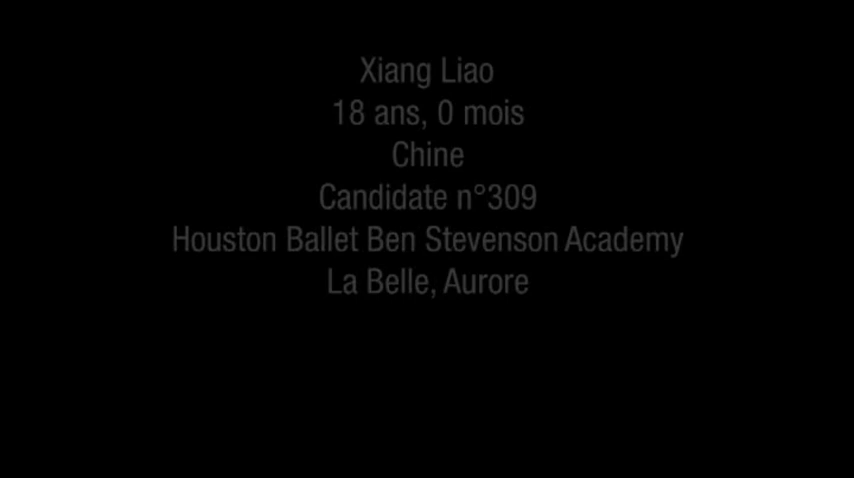 Xiang Liao
18 ans, 0 mois
Chine
Candidate n°309
Houston Ballet Ben Stevenson Academy
La Belle, Aurore